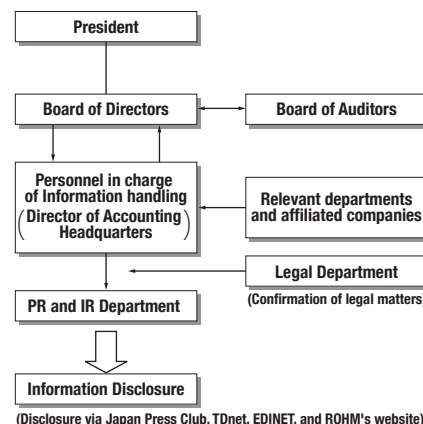 President
Board of Directors
Board of Auditors
Personnel in charge
of Information handling
(Director of Accounting
Headquarters)
Relevant departments
and affiliated companies
Legal Department
(Confirmation of legal matters)
PR and IR Department
Information Disclosure
(Disclosure via Japan Press Club, TDnet, EDINET, and ROHM's website)